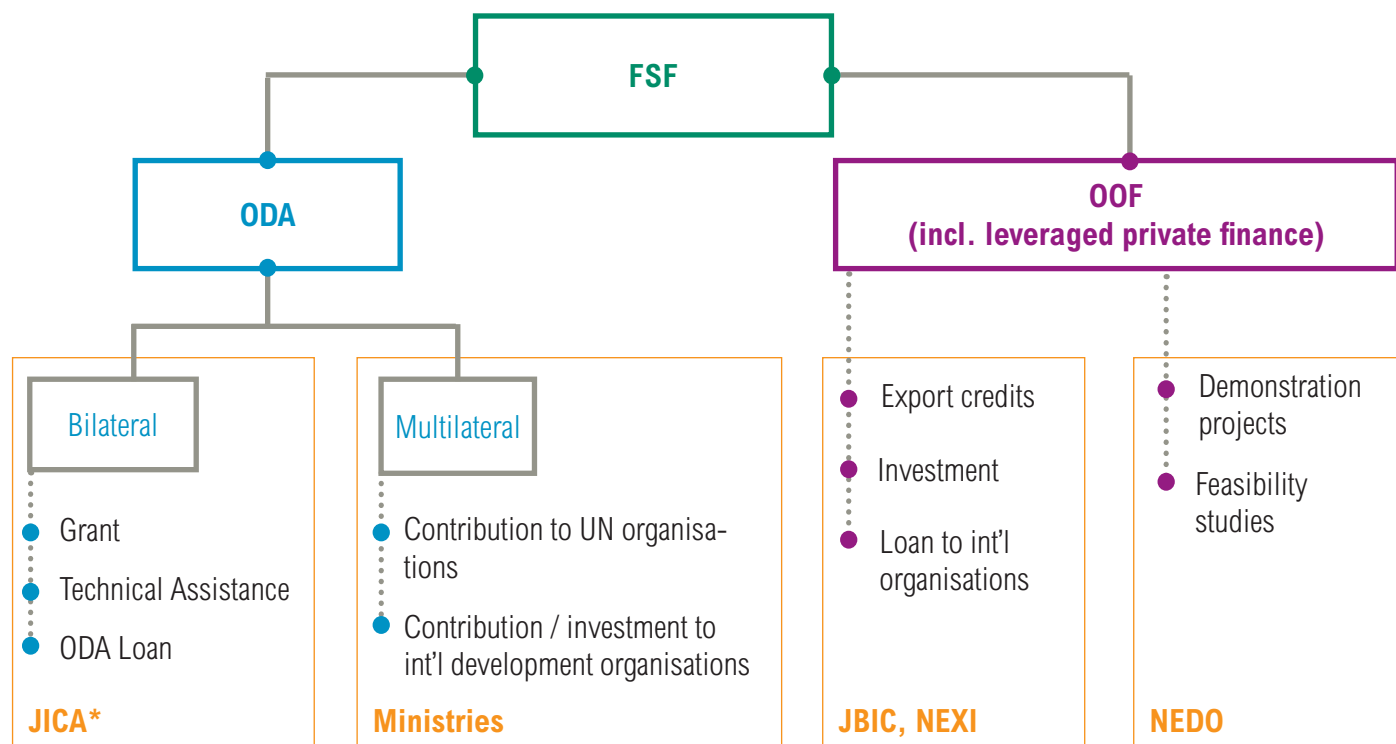 FSF
ODA
OOF
(incl. leveraged private finance)
Bilateral
Grant
Technical Assistance
ODA Loan
JICA*
Multilateral
Contribution to UN organisa-
tions
Contribution / investment to
int'l development organisations
Ministries
Export credits
Investment
Loan to int'l
organisations
JBIC, NEXI
Demonstration
projects
Feasibility
studies
NEDO